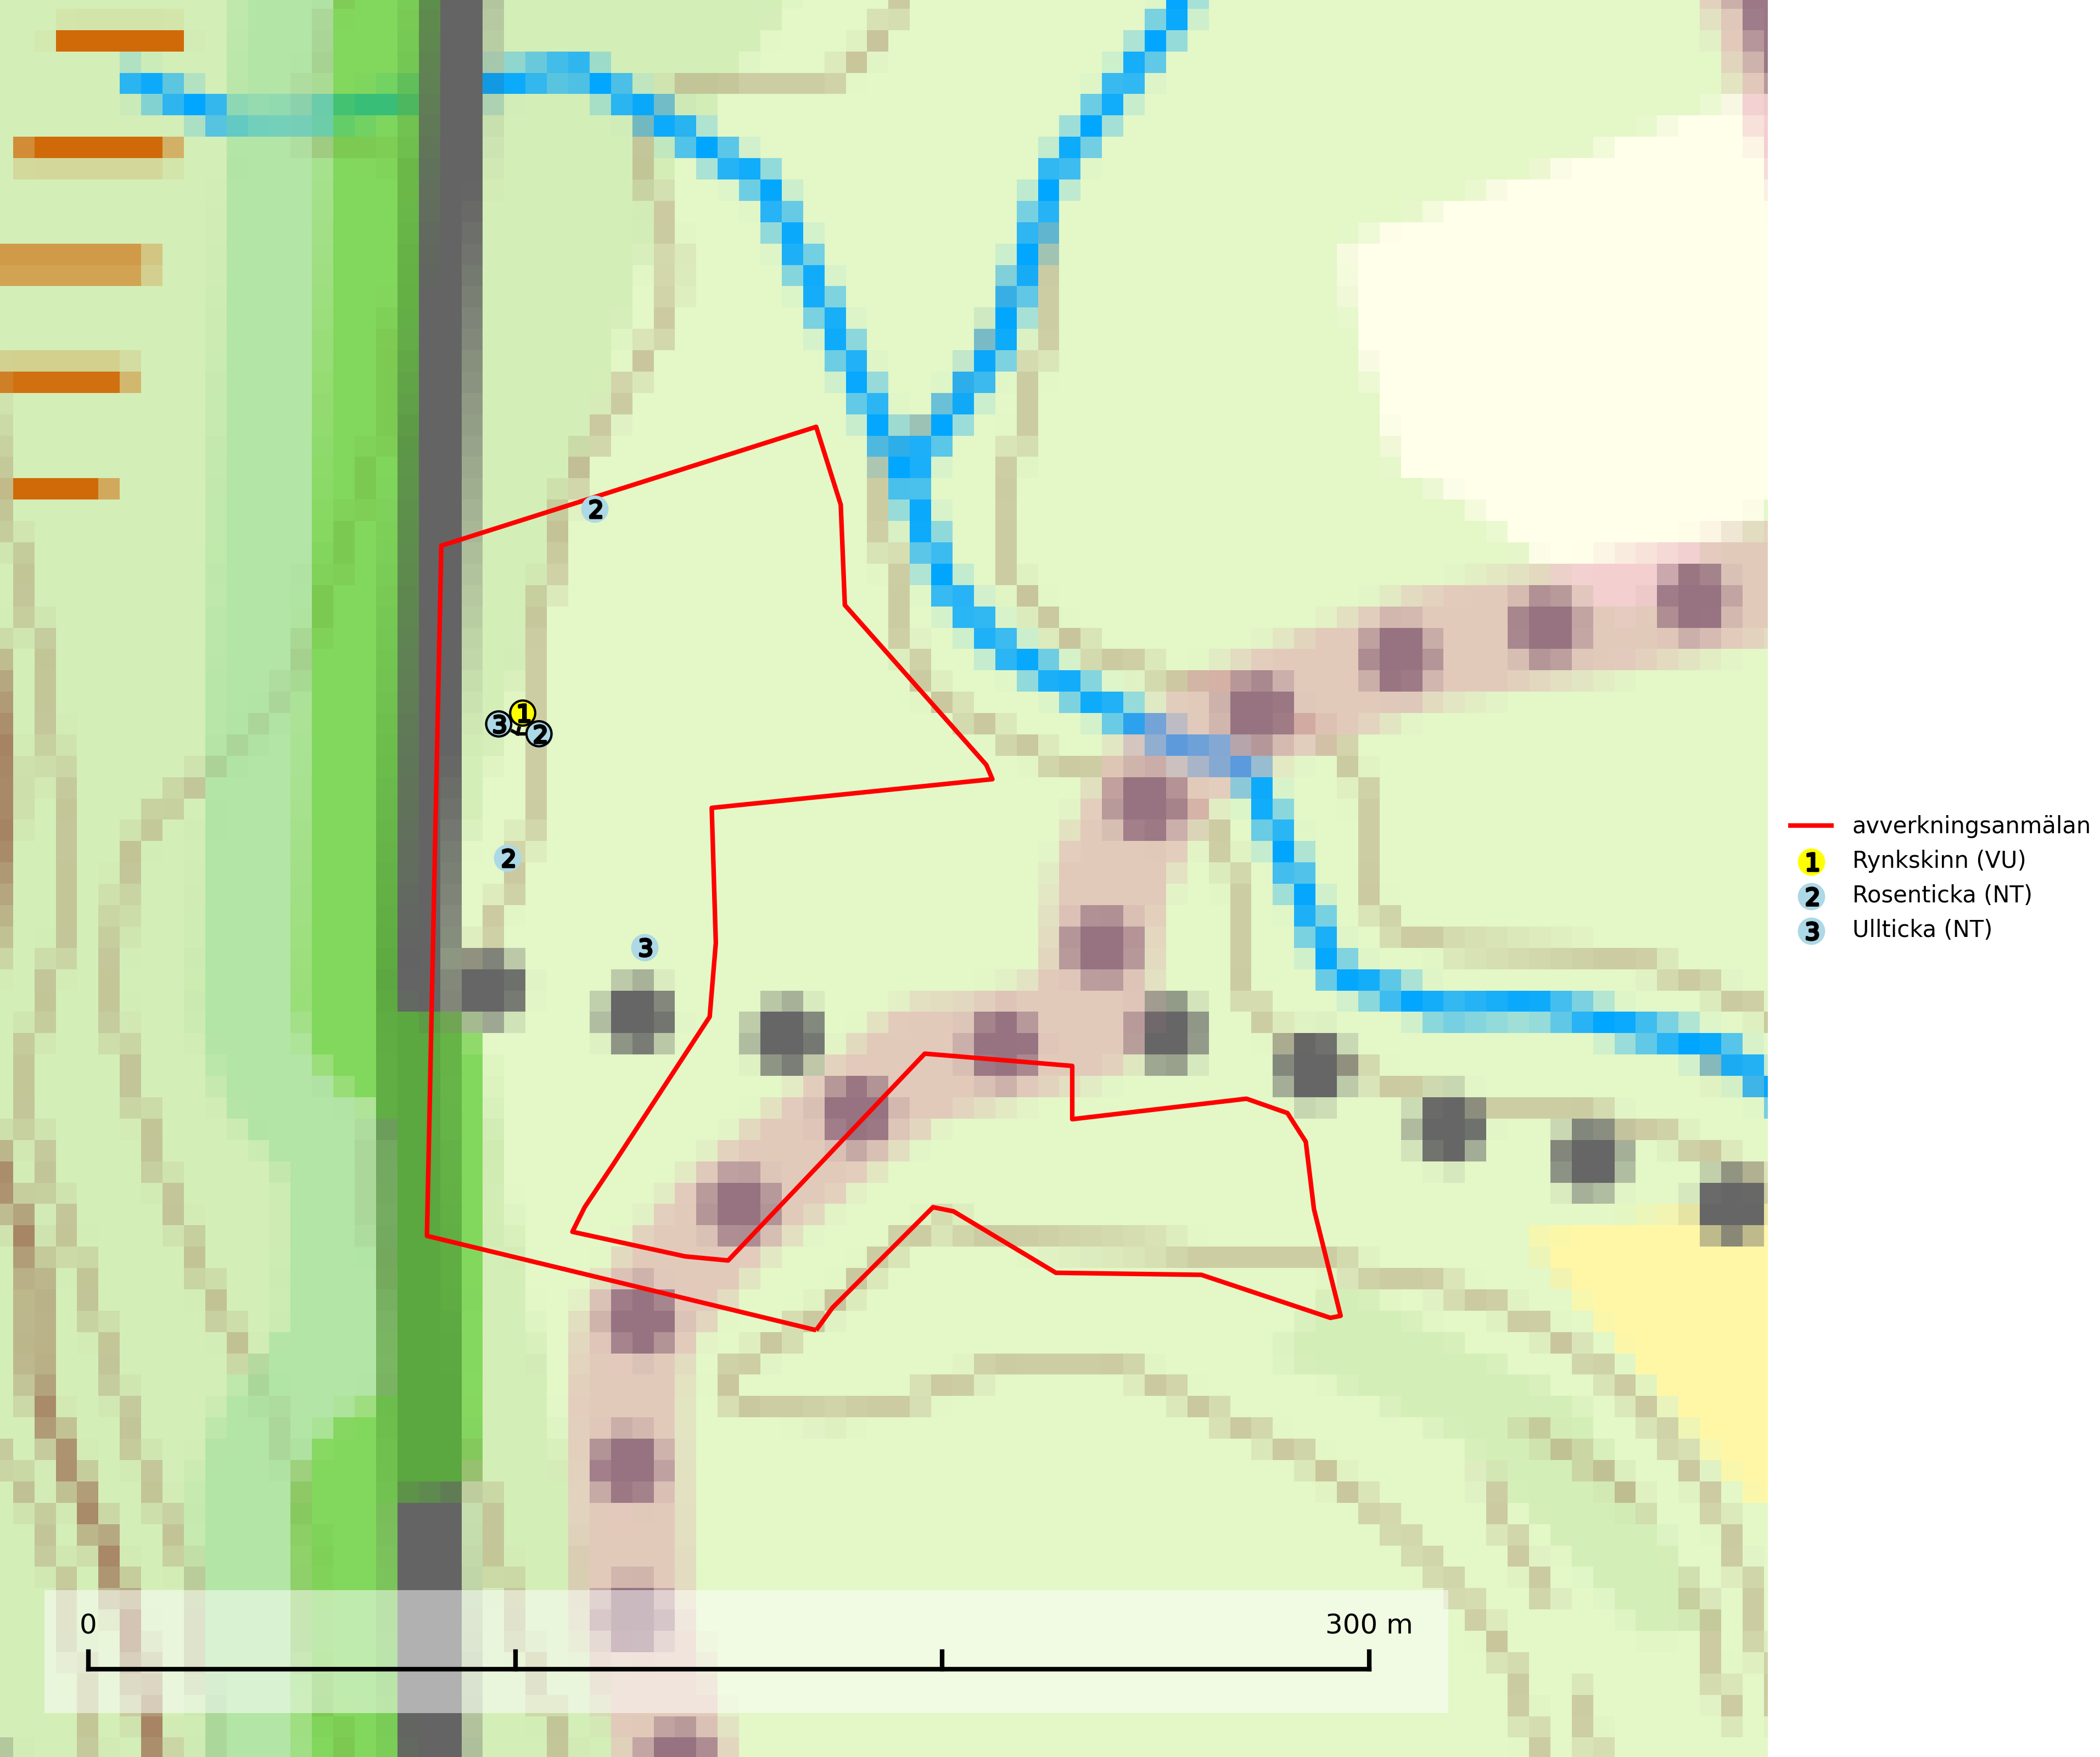 2
1
3
2
2
3
avverkningsanmälan
1 Rynkskinn (VU)
2 Rosenticka (NT)
3 Ullticka (NT)
0
300 m